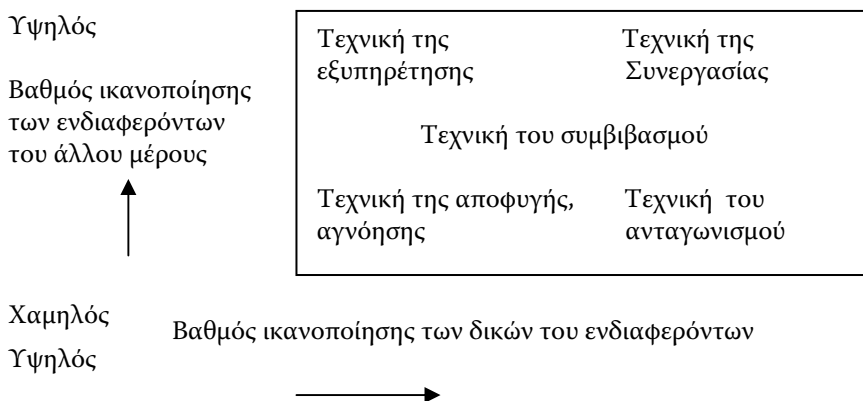 Υψηλός
Βαθμός ικανοποίησης
των ενδιαφερόντων
του άλλου μέρους
Τεχνική της
εξυπηρέτησης
Τεχνική της
Συνεργασίας
Τεχνική του συμβιβασμού
Τεχνική της αποφυγής,
αγνόησης
Τεχνική του
ανταγωνισμού
Χαμηλός
Βαθμός ικανοποίησης των δικών του ενδιαφερόντων
Υψηλός